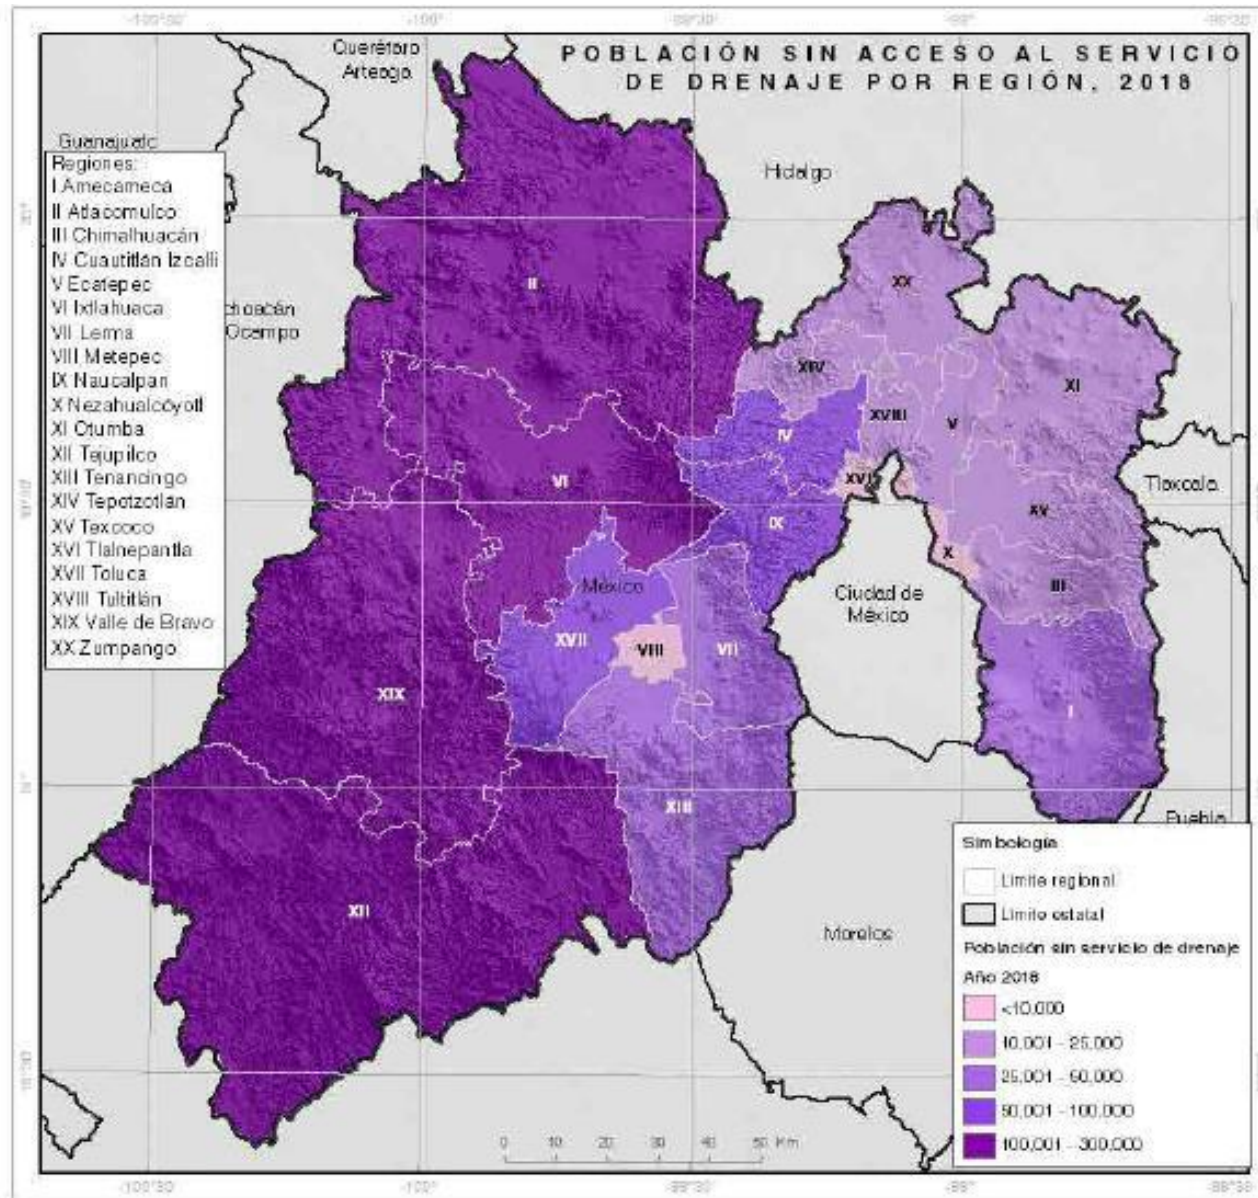 POBLACIÓN SIN ACCESO AL SERVICIO
DE DRENAJE POR REGIÓN, 2018
Querétaro
Arteaga
Guanajuato
Hidalgo
Regiones:
I Amecameca
II Atlacomulco
III Chimalhuacán
IV Cuautitlán Izcalli
V Ecatepec
VI Ixtlahuaca
VII Lerma
VIII Metepec
IX Naucalpan
X Nezahualcóyotl
XI Otumba
XII Tejupilco
XIII Tenancingo
XIV Tepotzotlán
XV Texcoco
XVI Tlalnepantla
XVII Toluca
XVIII Tultitlán
XIX Valle de Bravo
XX Zumpango
choacán
Ocampo
II
XX
XIV
XI
XVIII
V
IV
VI
XVI
Tlaxcala
IX
XV
X
III
México
Ciudad de
México
XVII
VIII
VII
XIX
I
XIII
Puebla
XII
Morelos
Simbología
Límite regional
Límite estatal
Población sin servicio de drenaje
Año 2018
<10,000
10,001 - 25,000
25,001 - 50,000
50,001 - 100,000
100,001 - 300,000
0 10 20 30 40 50 Km